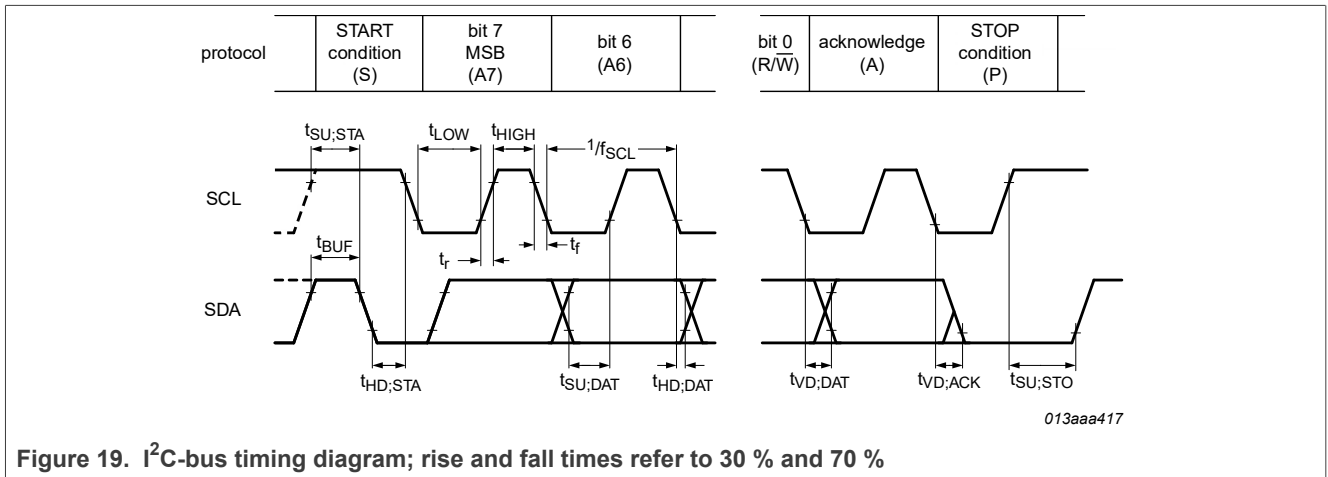 protocol
START
condition
(S)
bit 7
MSB
(A7)
bit 6
(A6)
bit 0
(R/W̅)
acknowledge
(A)
STOP
condition
(P)
tSU;STA
tLOW
tHIGH
1/fSCL
SCL
tBUF
tr
tf
SDA
tHD;STA
tSU;DAT
tHD;DAT
tVD;DAT
tVD;ACK
tSU;STO
013aaa417
Figure 19. I²C-bus timing diagram; rise and fall times refer to 30 % and 70 %